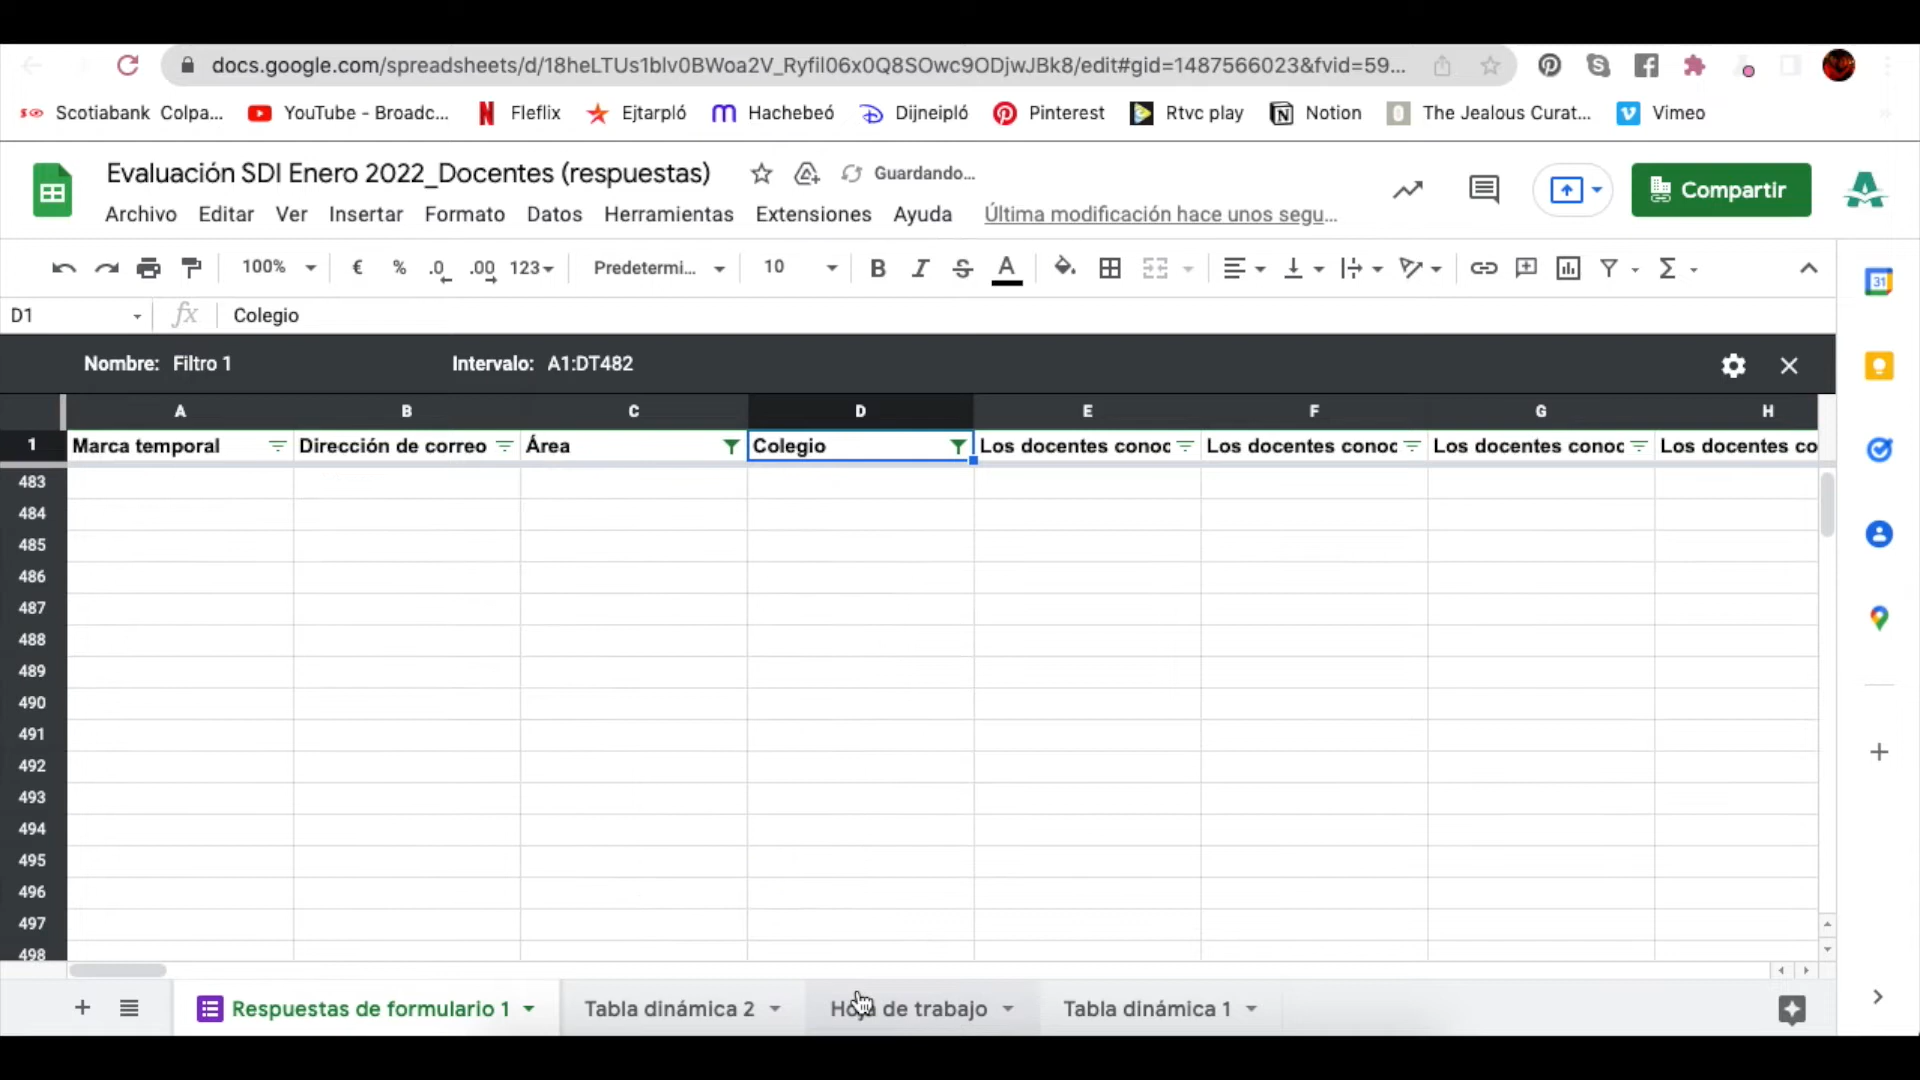 docs.google.com/spreadsheets/d/18heLTUs1blv0BWoa2V_Ryfil06x0Q8SOwc9ODjwJBk8/edit#gid=1487566023&fvid=59...
Scotiabank Colpa... YouTube - Broadc... Fleflix Ejtarpló Hachebeó Dijneipló Pinterest Rtvc play Notion The Jealous Curat... Vimeo
Evaluación SDI Enero 2022_Docentes (respuestas) Guardando...
Archivo Editar Ver Insertar Formato Datos Herramientas Extensiones Ayuda Última modificación hace unos segu...
Compartir
100% € % .0 .00 123 Predetermi... 10 B I S A
D1 fx Colegio
Nombre: Filtro 1 Intervalo: A1:DT482
A B C D E F G H
1 Marca temporal Dirección de correo Área Colegio Los docentes conoc Los docentes conoc Los docentes conoc Los docentes co
483
484
485
486
487
488
489
490
491
492
493
494
495
496
497
498
Respuestas de formulario 1 Tabla dinámica 2 Hoja de trabajo Tabla dinámica 1
31